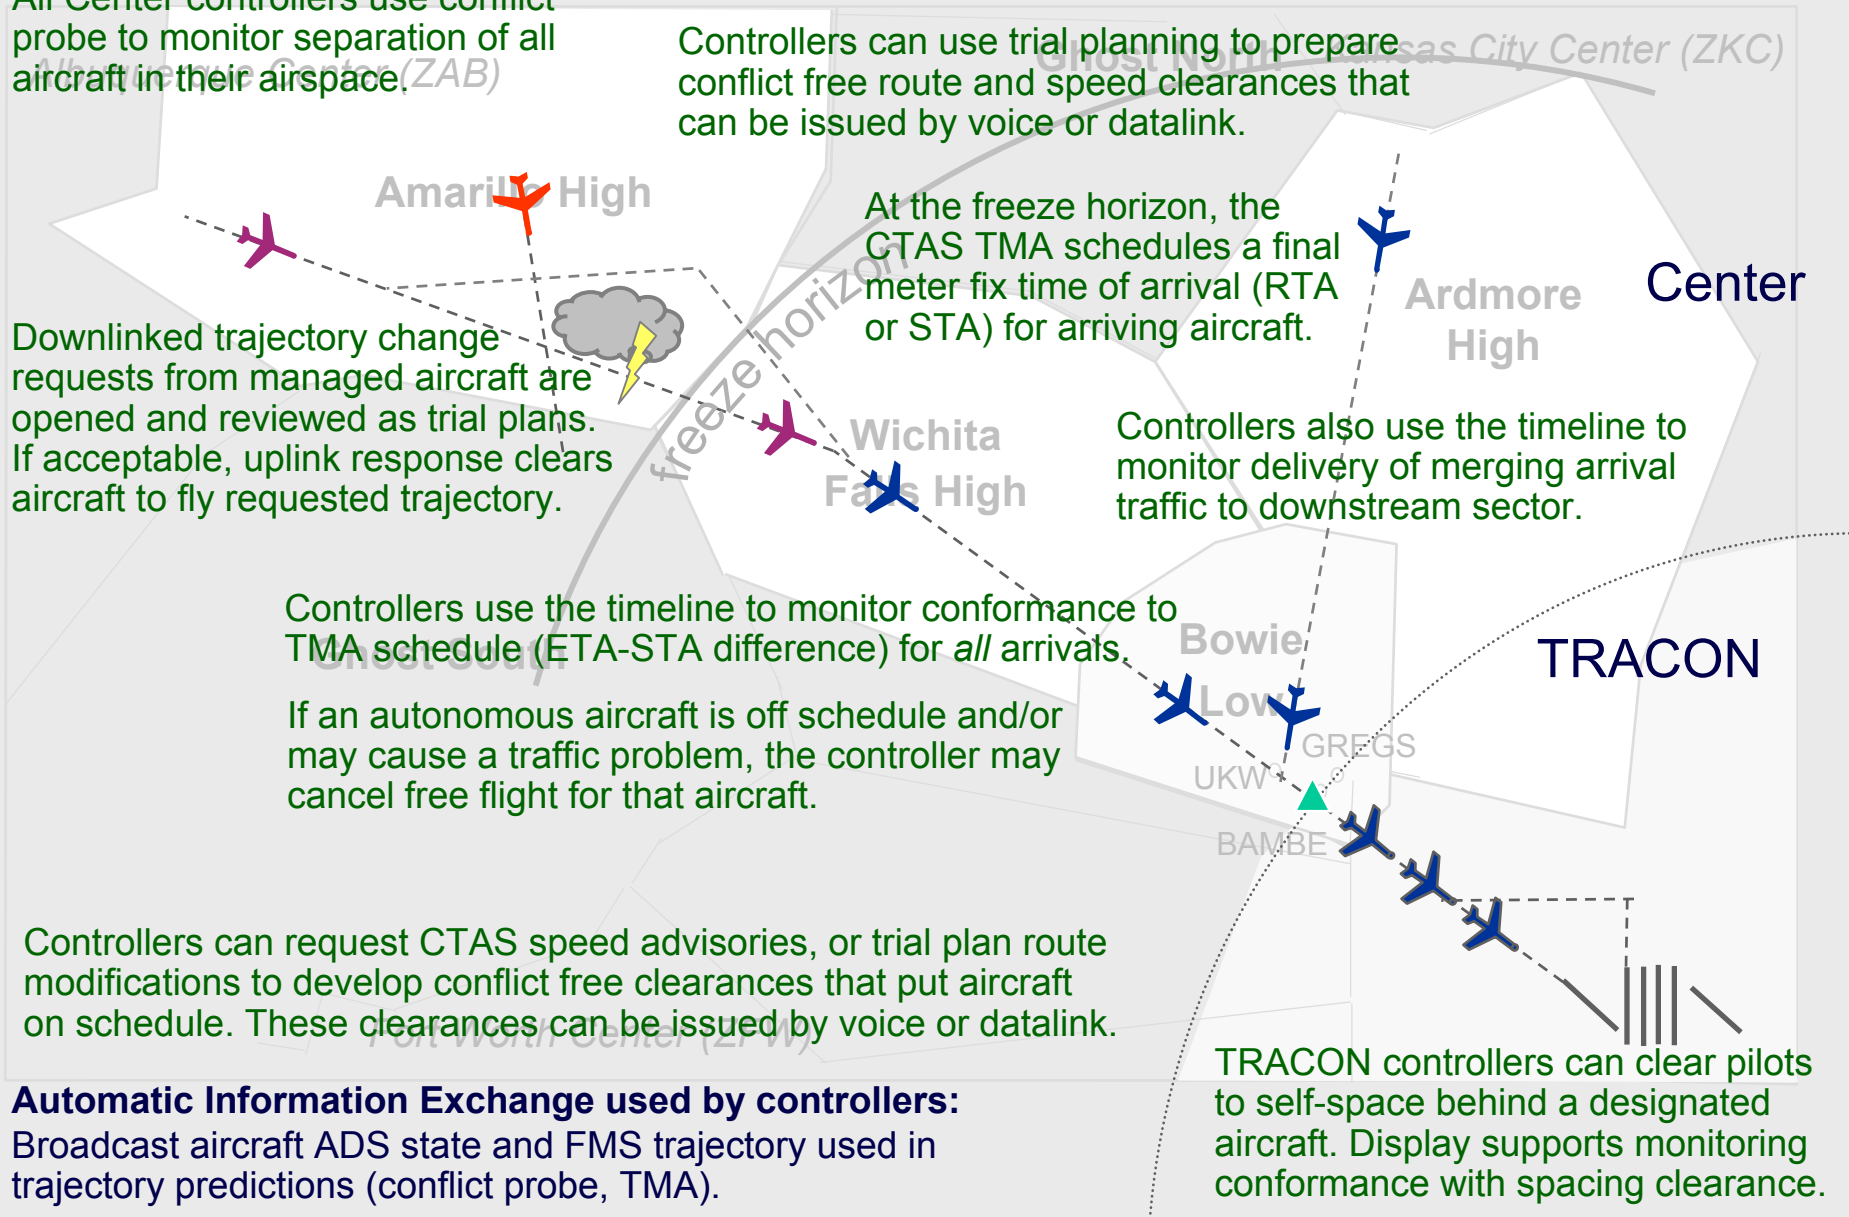 All Center controllers use conflict
probe to monitor separation of all
aircraft in their airspace.
Albuquerque Center (ZAB)
Controllers can use trial planning to prepare
conflict free route and speed clearances that
can be issued by voice or datalink.
Ghost North
Kansas City Center (ZKC)
Amarillo High
At the freeze horizon, the
CTAS TMA schedules a final
meter fix time of arrival (RTA
or STA) for arriving aircraft.
freeze horizon
Ardmore
High
Center
Downlinked trajectory change
requests from managed aircraft are
opened and reviewed as trial plans.
If acceptable, uplink response clears
aircraft to fly requested trajectory.
Wichita
Falls High
Controllers also use the timeline to
monitor delivery of merging arrival
traffic to downstream sector.
Controllers use the timeline to monitor conformance to
TMA schedule (ETA-STA difference) for all arrivals.
Ghost South
If an autonomous aircraft is off schedule and/or
may cause a traffic problem, the controller may
cancel free flight for that aircraft.
Bowie
Low
TRACON
GREGS
UKW
BAMBE
Controllers can request CTAS speed advisories, or trial plan route
modifications to develop conflict free clearances that put aircraft
on schedule. These clearances can be issued by voice or datalink.
Fort Worth Center (ZFW)
Automatic Information Exchange used by controllers:
Broadcast aircraft ADS state and FMS trajectory used in
trajectory predictions (conflict probe, TMA).
TRACON controllers can clear pilots
to self-space behind a designated
aircraft. Display supports monitoring
conformance with spacing clearance.